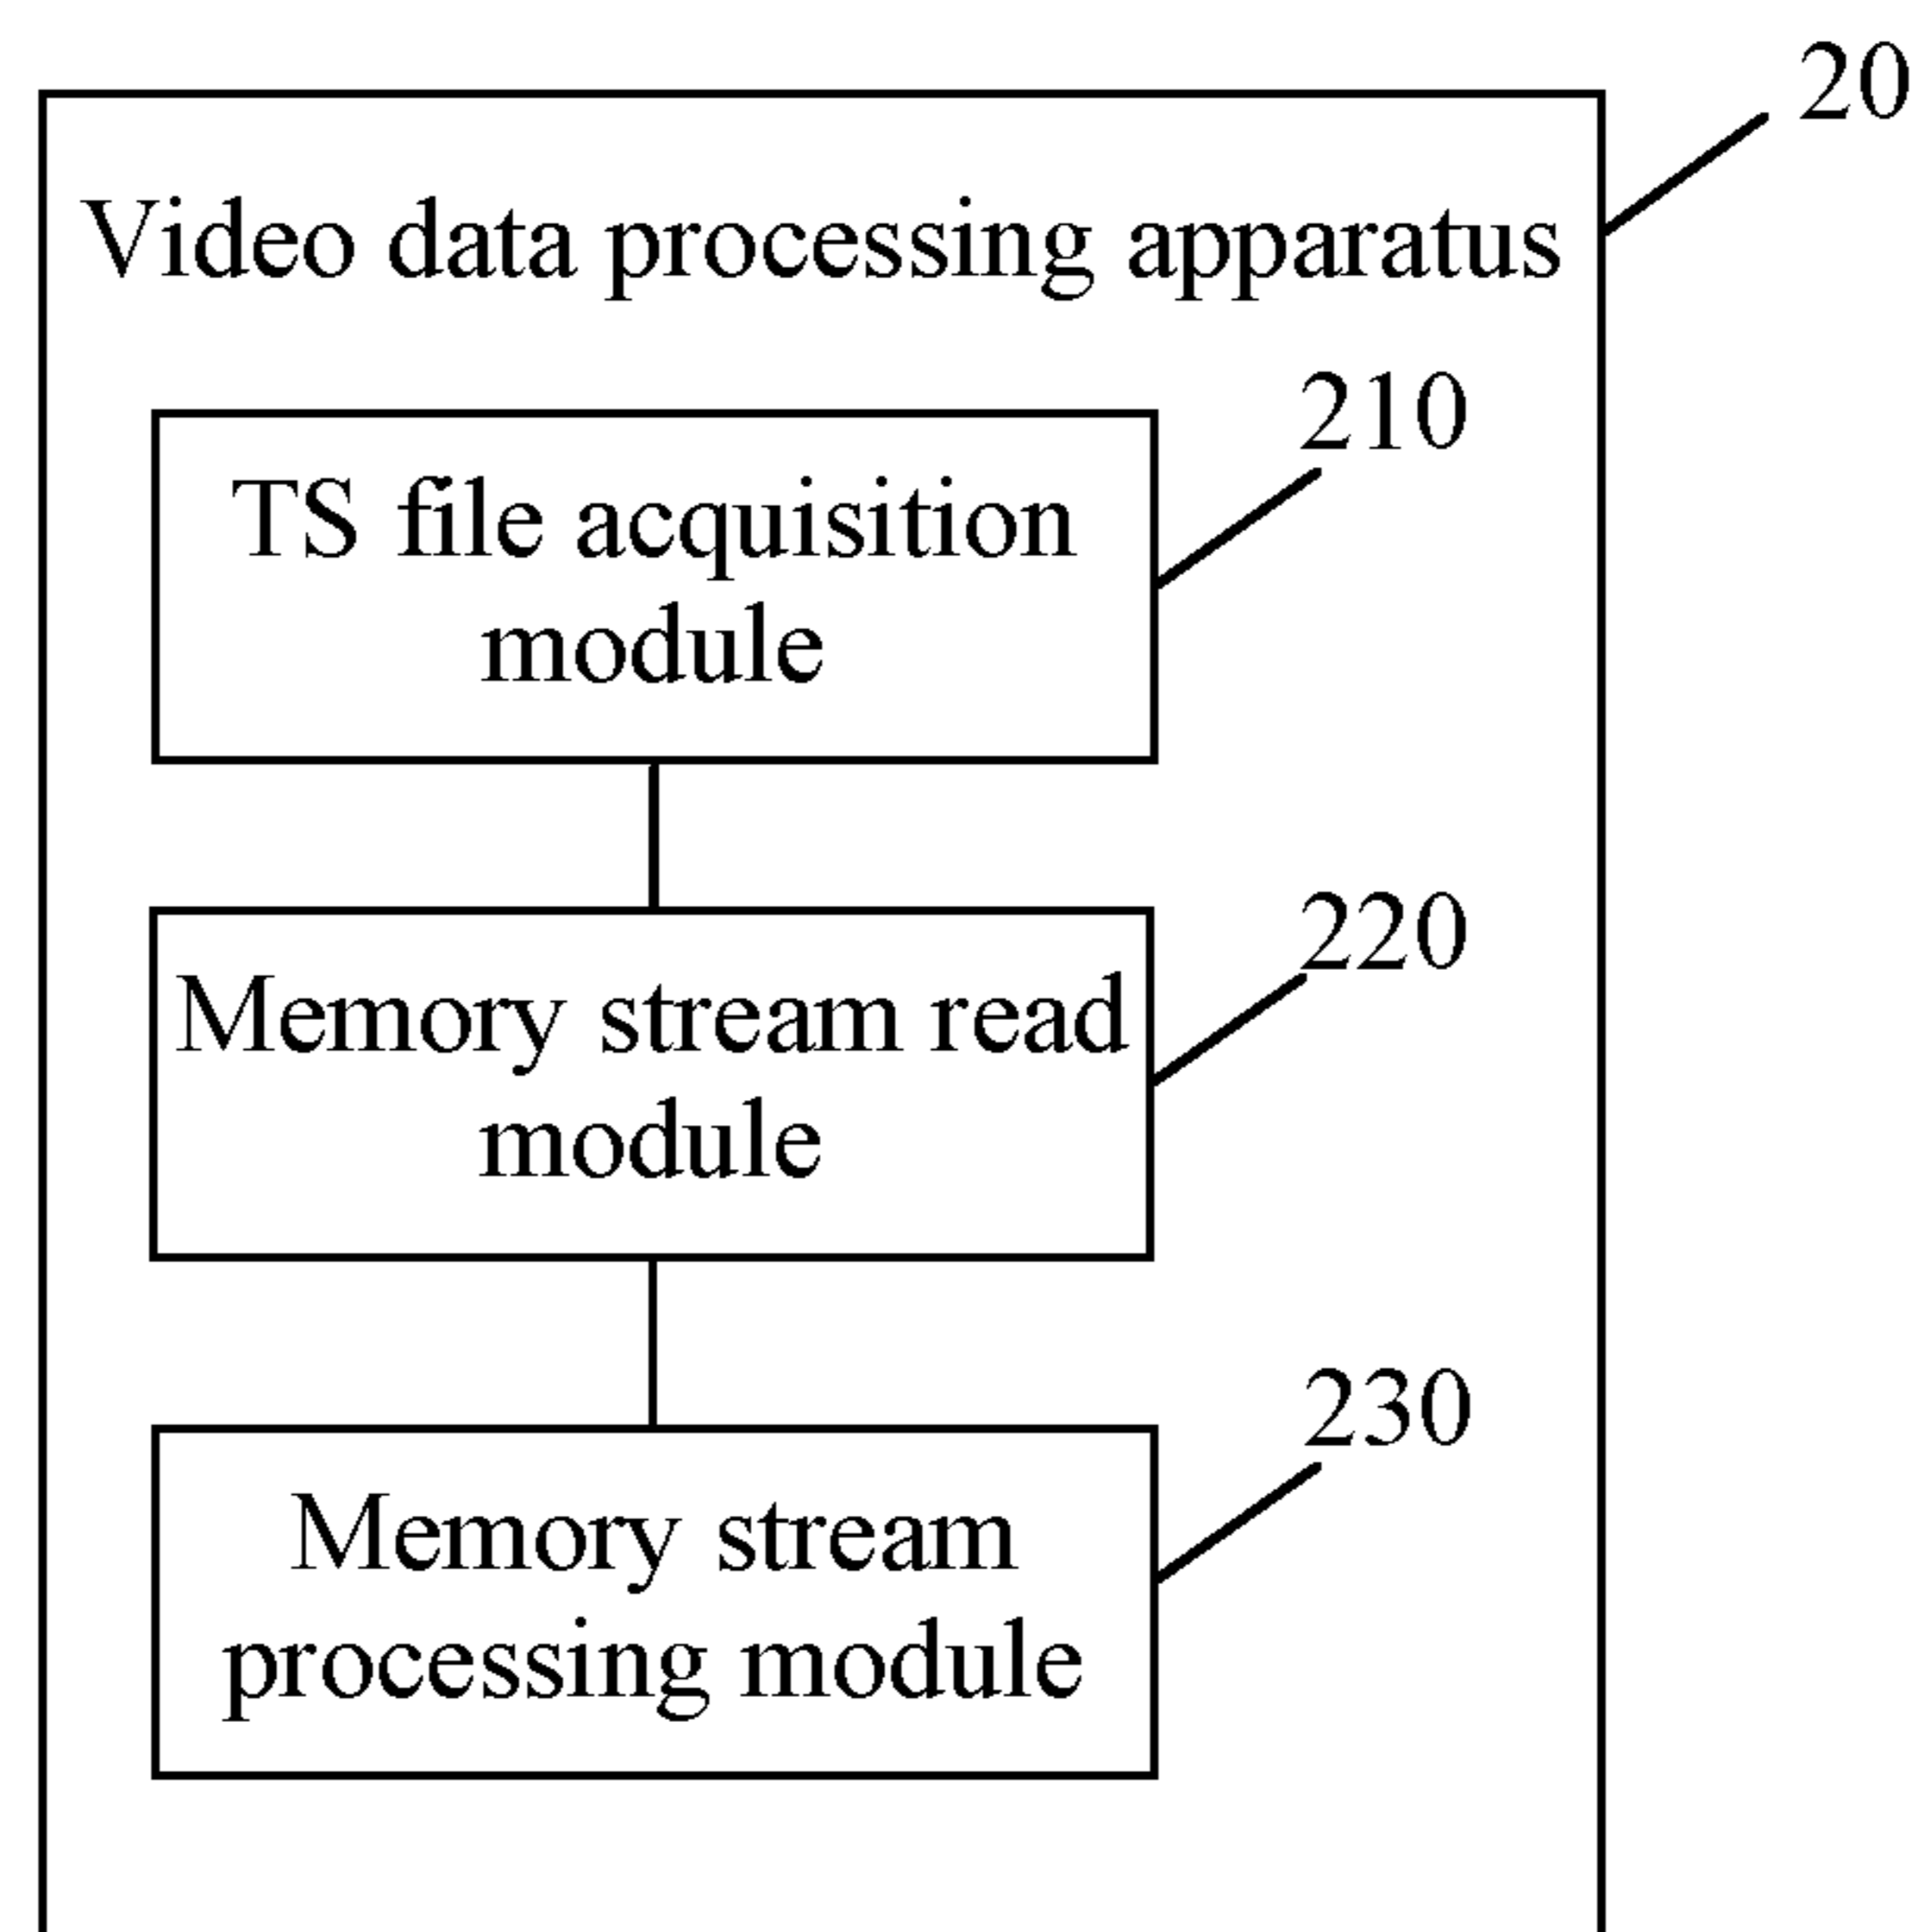 20
Video data processing apparatus
210
TS file acquisition
module
220
Memory stream read
module
230
Memory stream
processing module